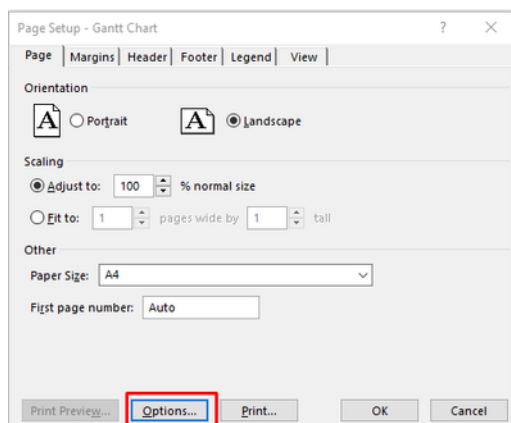 Page Setup - Gantt Chart ? ×
Page Margins Header Footer Legend View
Orientation
A Portrait A Landscape
Scaling
Adjust to: 100 % normal size
Fit to: 1 pages wide by 1 tall
Other
Paper Size: A4
First page number: Auto
Print Preview... Options... Print... OK Cancel